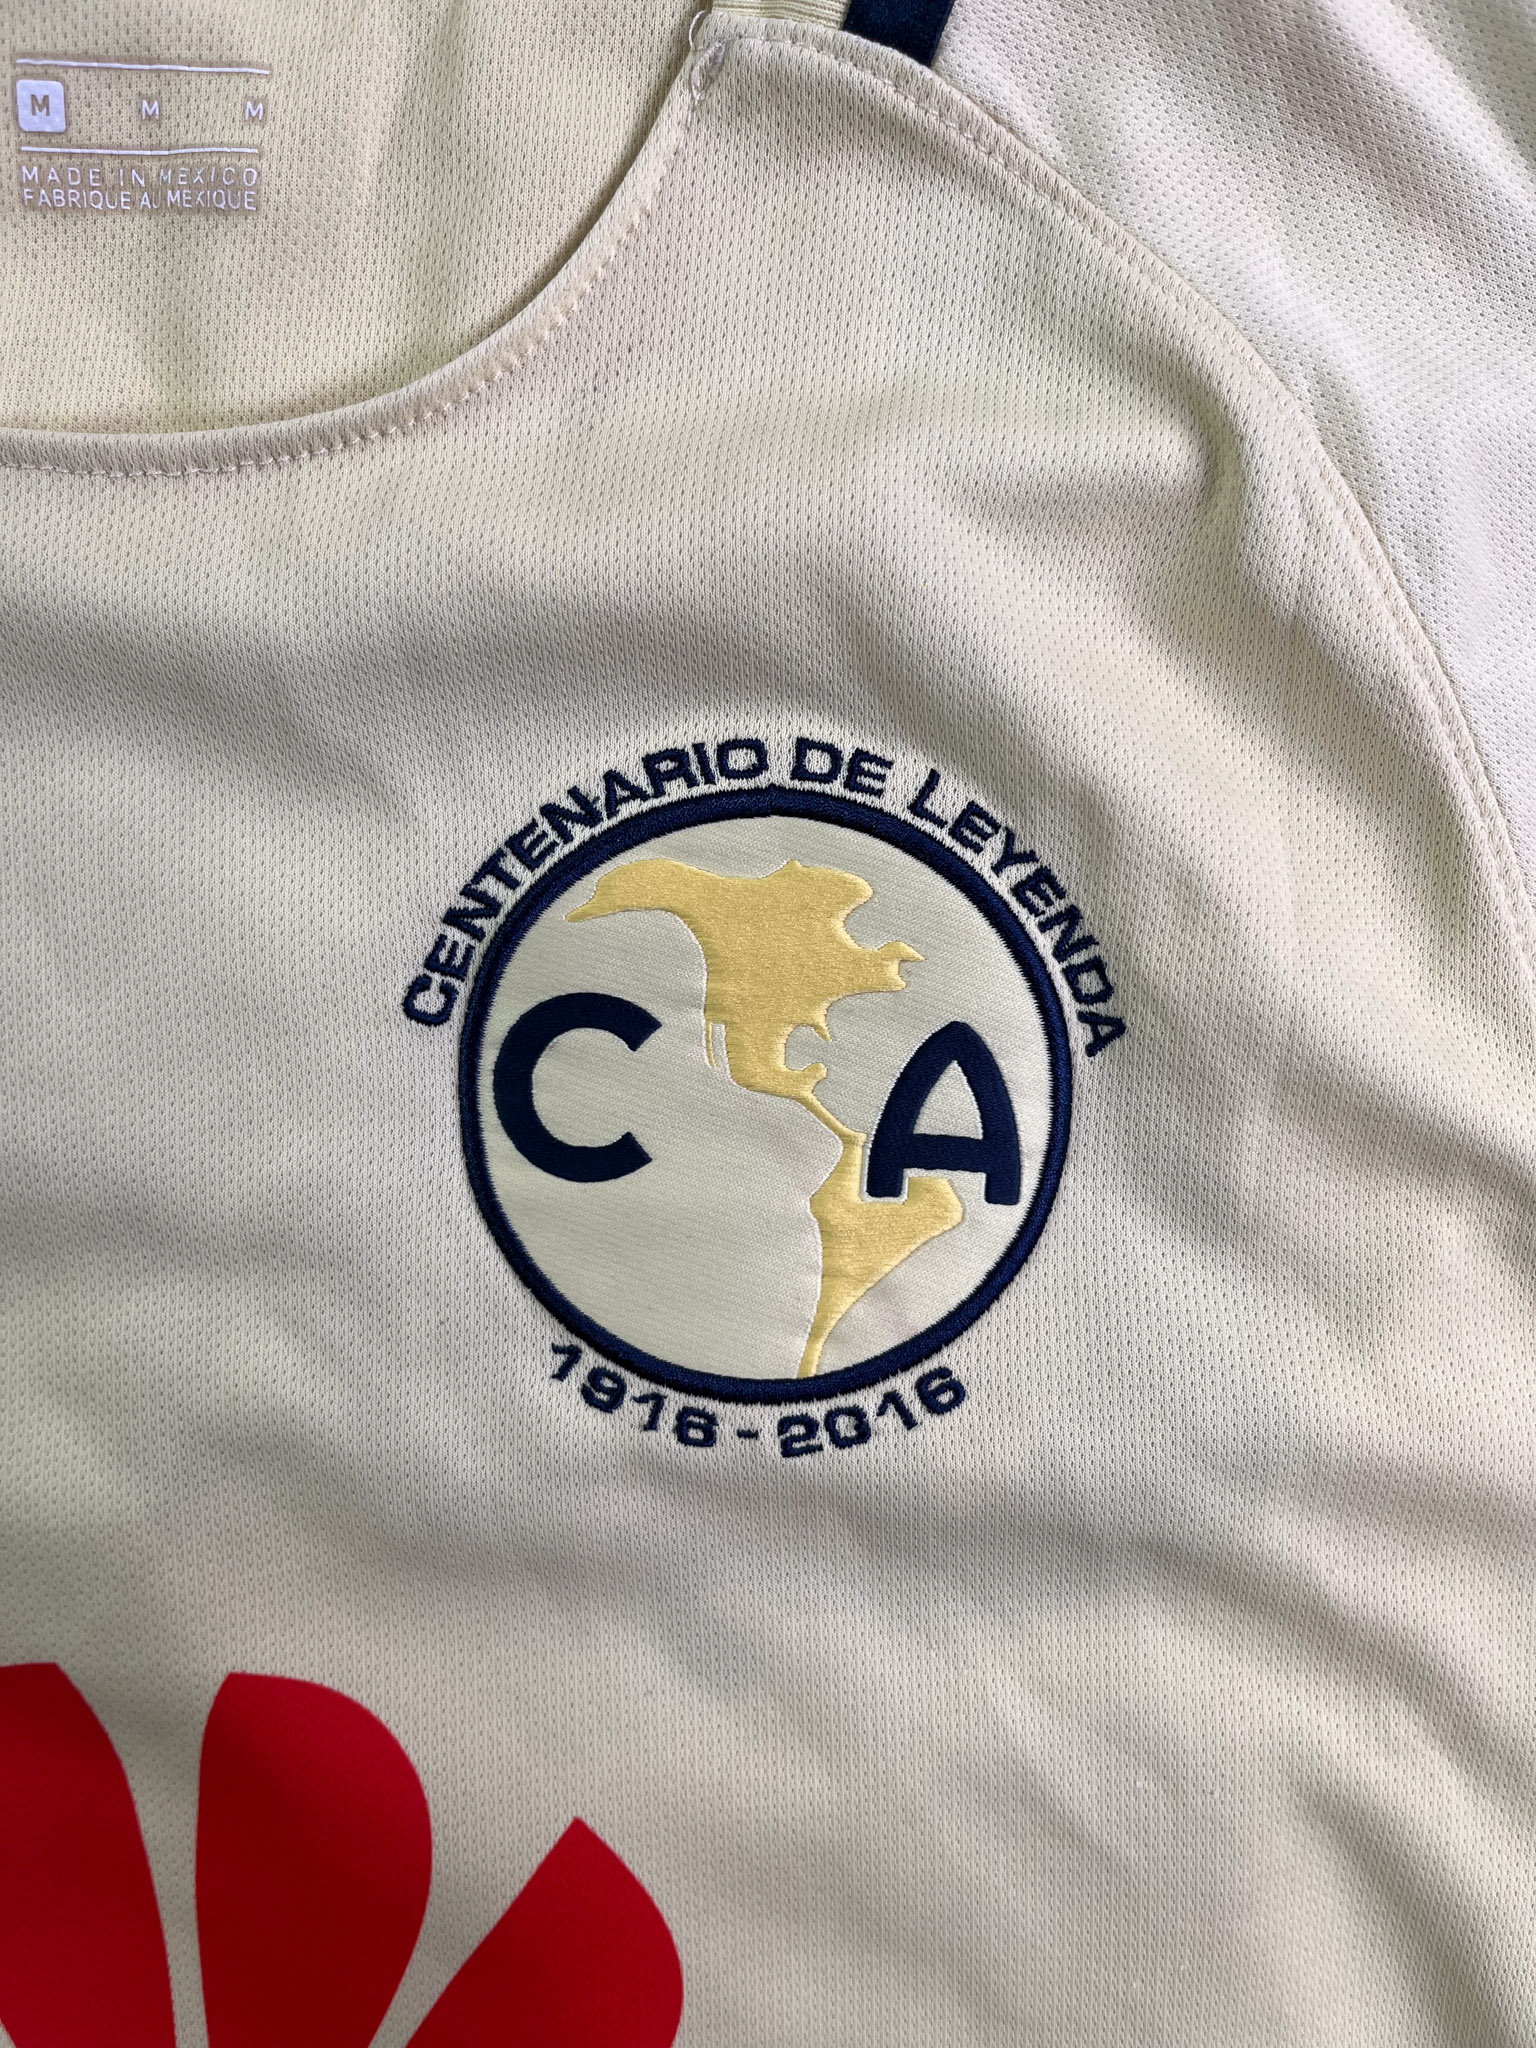 M M M
MADE IN MEXICO
FABRIQUE AU MEXIQUE
CENTENARIO DE LEYENDA
C A
1916-2016